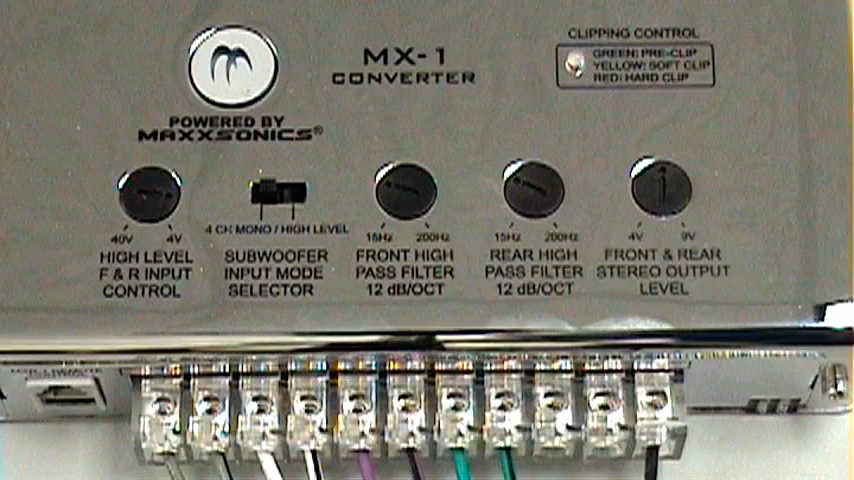 MX-1
CONVERTER
POWERED BY
MAXXSONICS®
CLIPPING CONTROL
GREEN: PRE-CLIP
YELLOW: SOFT CLIP
RED: HARD CLIP
40V 4V
HIGH LEVEL
F & R INPUT
CONTROL
4 CH MONO / HIGH LEVEL
SUBWOOFER
INPUT MODE
SELECTOR
15Hz 200Hz
FRONT HIGH
PASS FILTER
12 dB/OCT
15Hz 200Hz
REAR HIGH
PASS FILTER
12 dB/OCT
4V 9V
FRONT & REAR
STEREO OUTPUT
LEVEL